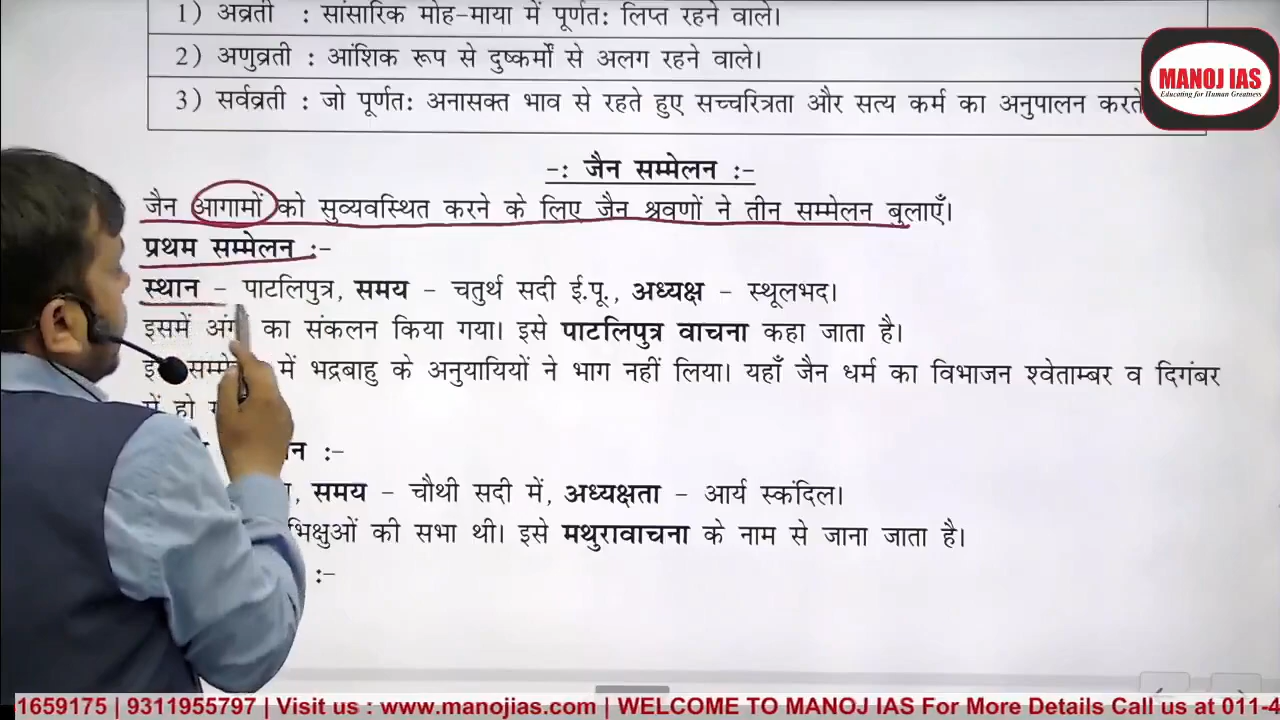 1) अव्रती : सांसारिक मोह-माया में पूर्णत: लिप्त रहने वाले।
2) अणुव्रती : आंशिक रूप से दुष्कर्मों से अलग रहने वाले।
3) सर्वव्रती : जो पूर्णत: अनासक्त भाव से रहते हुए सच्चरित्रता और सत्य कर्म का अनुपालन करते
MANOJ IAS
Educating for Human Greatness
-: जैन सम्मेलन :-
जैन आगामों को सुव्यवस्थित करने के लिए जैन श्रवणों ने तीन सम्मेलन बुलाएँ।
प्रथम सम्मेलन :-
स्थान - पाटलिपुत्र, समय - चतुर्थ सदी ई.पू., अध्यक्ष - स्थूलभद।
इसमें का संकलन किया गया। इसे पाटलिपुत्र वाचना कहा जाता है।
में भद्रबाहु के अनुयायियों ने भाग नहीं लिया। यहाँ जैन धर्म का विभाजन श्वेताम्बर व दिगंबर
में हो
:-
समय - चौथी सदी में, अध्यक्षता - आर्य स्कंदिल।
भिक्षुओं की सभा थी। इसे मथुरावाचना के नाम से जाना जाता है।
:-
1659175 | 9311955797 | Visit us : www.manojias.com | WELCOME TO MANOJ IAS For More Details Call us at 011-4